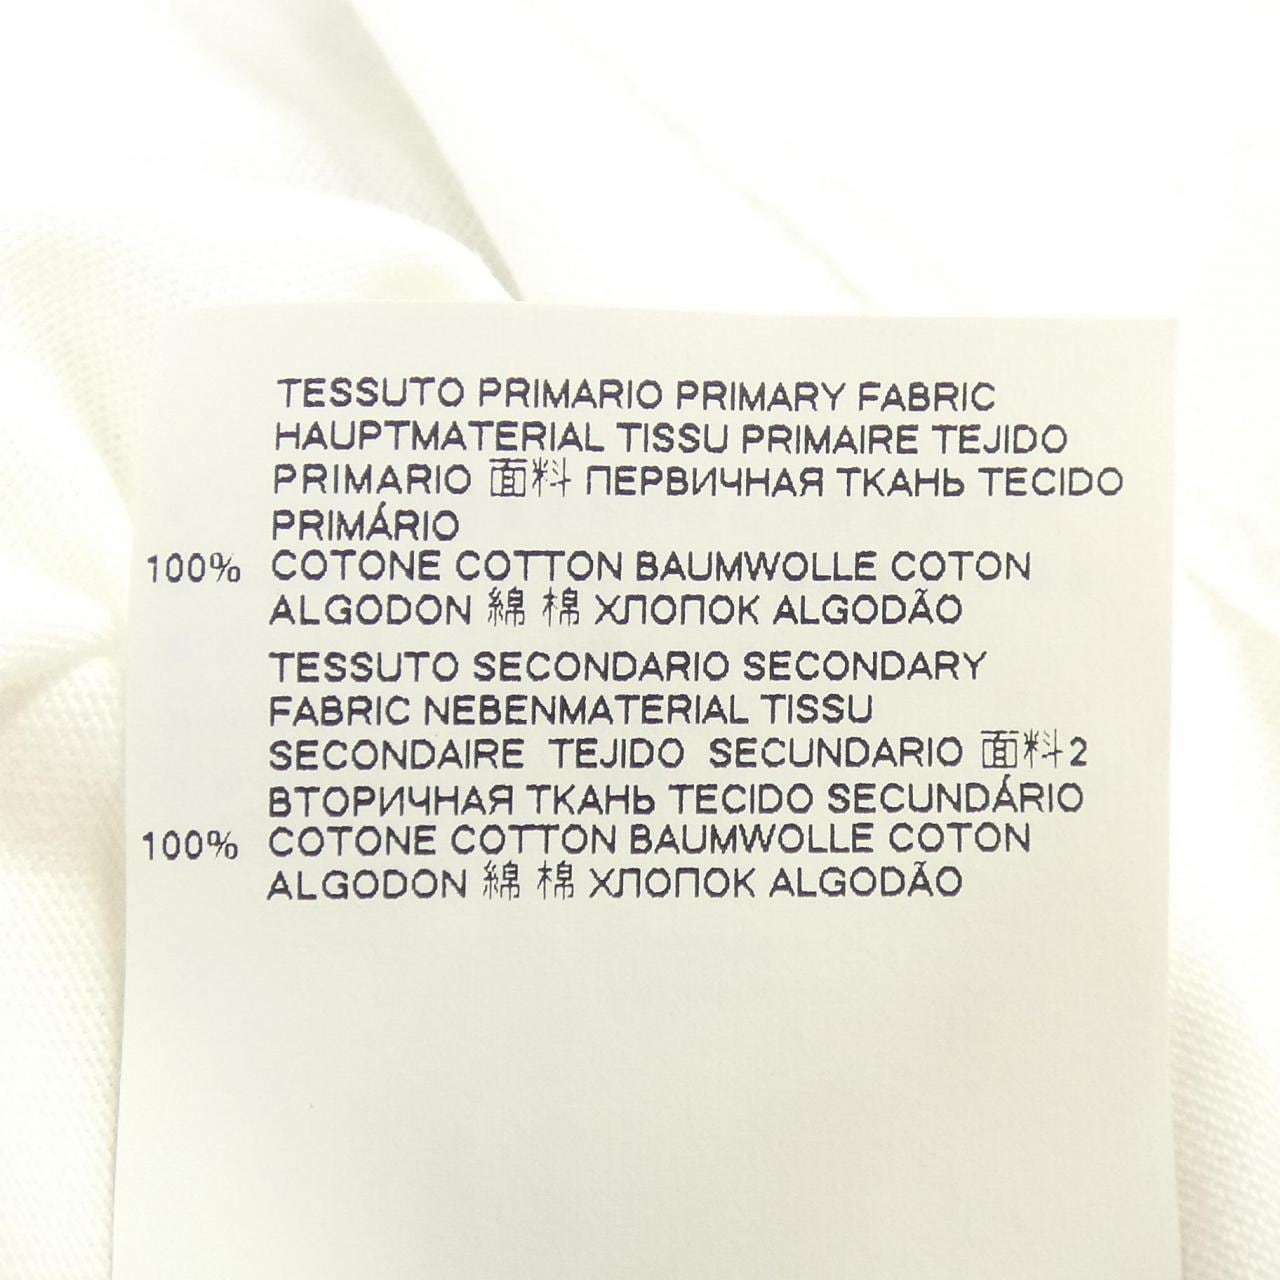 TESSUTO PRIMARIO PRIMARY FABRIC
HAUPTMATERIAL TISSU PRIMAIRE TEJIDO
PRIMARIO 面料 ПЕРВИЧНАЯ ТКАНЬ TECIDO
PRIMÁRIO
100% COTONE COTTON BAUMWOLLE COTON
ALGODON 綿 棉 ХЛОПОК ALGODÃO
TESSUTO SECONDARIO SECONDARY
FABRIC NEBENMATERIAL TISSU
SECONDAIRE TEJIDO SECUNDARIO 面料2
ВТОРИЧНАЯ ТКАНЬ TECIDO SECUNDÁRIO
100% COTONE COTTON BAUMWOLLE COTON
ALGODON 綿 棉 ХЛОПОК ALGODÃO